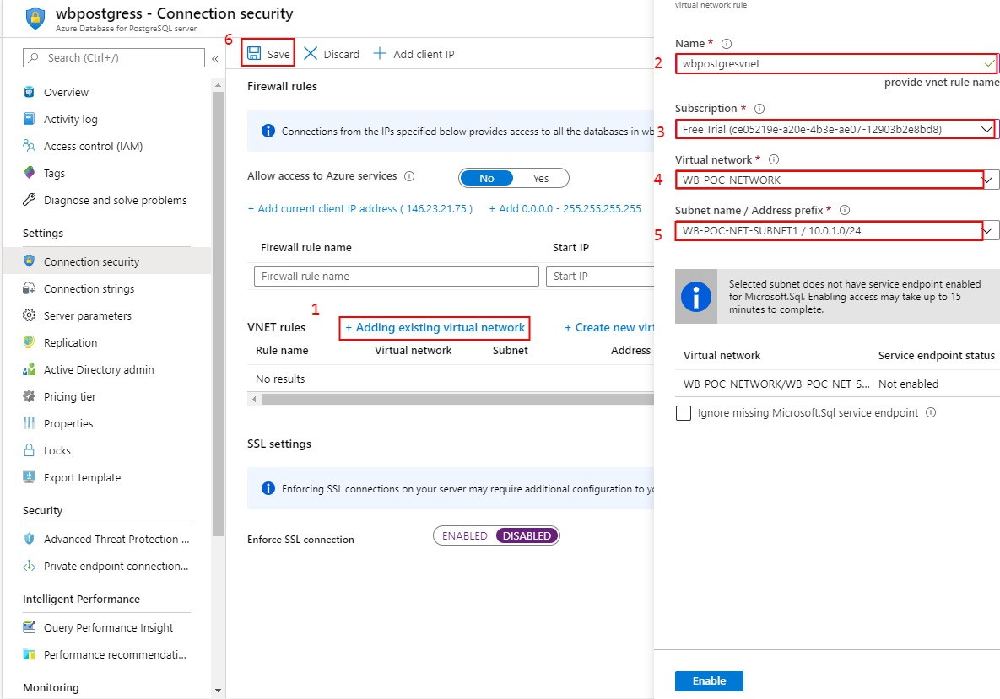 wbpostgress - Connection security
Azure Database for PostgreSQL server
Search (Ctrl+/)
«
Overview
Activity log
Access control (IAM)
Tags
Diagnose and solve problems
Settings
Connection security
Connection strings
Server parameters
Replication
Active Directory admin
Pricing tier
Properties
Locks
Export template
Security
Advanced Threat Protection ...
Private endpoint connection...
Intelligent Performance
Query Performance Insight
Performance recommendati...
Monitoring
6
Save
Discard
Add client IP
Firewall rules
Connections from the IPs specified below provides access to all the databases in wb
Allow access to Azure services
No
Yes
+ Add current client IP address ( 146.23.21.75 )
+ Add 0.0.0.0 - 255.255.255.255
Firewall rule name
Start IP
Firewall rule name
Start IP
1
VNET rules
+ Adding existing virtual network
+ Create new virt
Rule name
Virtual network
Subnet
Address
No results
SSL settings
Enforcing SSL connections on your server may require additional configuration to yo
Enforce SSL connection
ENABLED
DISABLED
virtual network rule
Name *
2
wbpostgresvnet
provide vnet rule name
Subscription *
3
Free Trial (ce05219e-a20e-4b3e-ae07-12903b2e8bd8)
Virtual network *
4
WB-POC-NETWORK
Subnet name / Address prefix *
5
WB-POC-NET-SUBNET1 / 10.0.1.0/24
Selected subnet does not have service endpoint enabled
for Microsoft.Sql. Enabling access may take up to 15
minutes to complete.
Virtual network
Service endpoint status
WB-POC-NETWORK/WB-POC-NET-S...
Not enabled
Ignore missing Microsoft.Sql service endpoint
Enable